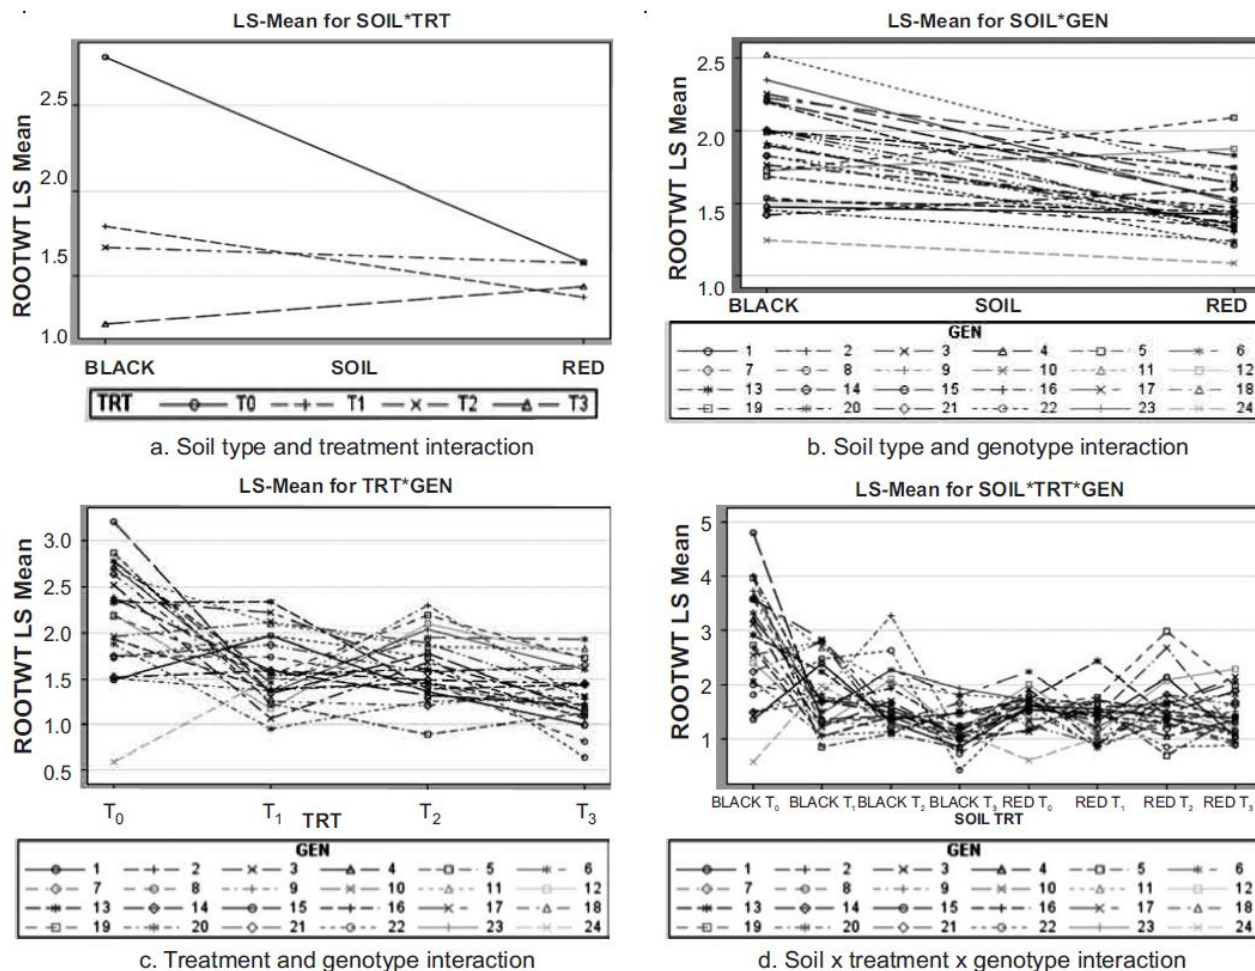 LS-Mean for SOIL*TRT
ROOTWT LS Mean
2.5
2.0
1.5
1.0
BLACK SOIL RED
TRT T0 T1 T2 T3
a. Soil type and treatment interaction
LS-Mean for SOIL*GEN
ROOTWT LS Mean
2.5
2.0
1.5
1.0
BLACK SOIL RED
GEN
1 2 3 4 5 6
7 8 9 10 11 12
13 14 15 16 17 18
19 20 21 22 23 24
b. Soil type and genotype interaction
LS-Mean for TRT*GEN
ROOTWT LS Mean
3.0
2.5
2.0
1.5
1.0
0.5
T0 T1 T2 T3
TRT
GEN
1 2 3 4 5 6
7 8 9 10 11 12
13 14 15 16 17 18
19 20 21 22 23 24
c. Treatment and genotype interaction
LS-Mean for SOIL*TRT*GEN
ROOTWT LS Mean
5
4
3
2
1
BLACK T0 BLACK T1 BLACK T2 BLACK T3 RED T0 RED T1 RED T2 RED T3
SOIL TRT
GEN
1 2 3 4 5 6
7 8 9 10 11 12
13 14 15 16 17 18
19 20 21 22 23 24
d. Soil x treatment x genotype interaction